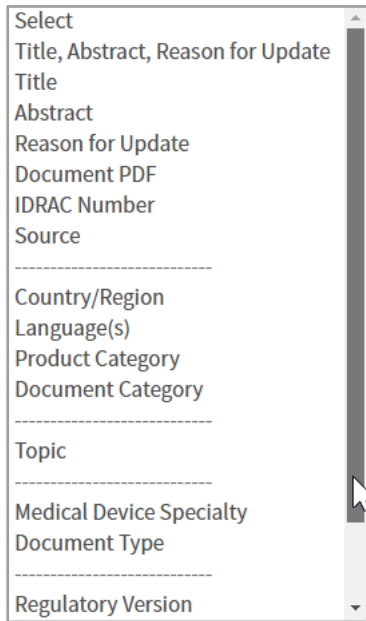 Select
Title, Abstract, Reason for Update
Title
Abstract
Reason for Update
Document PDF
IDRAC Number
Source
----------------------------
Country/Region
Language(s)
Product Category
Document Category
----------------------------
Topic
----------------------------
Medical Device Specialty
Document Type
----------------------------
Regulatory Version